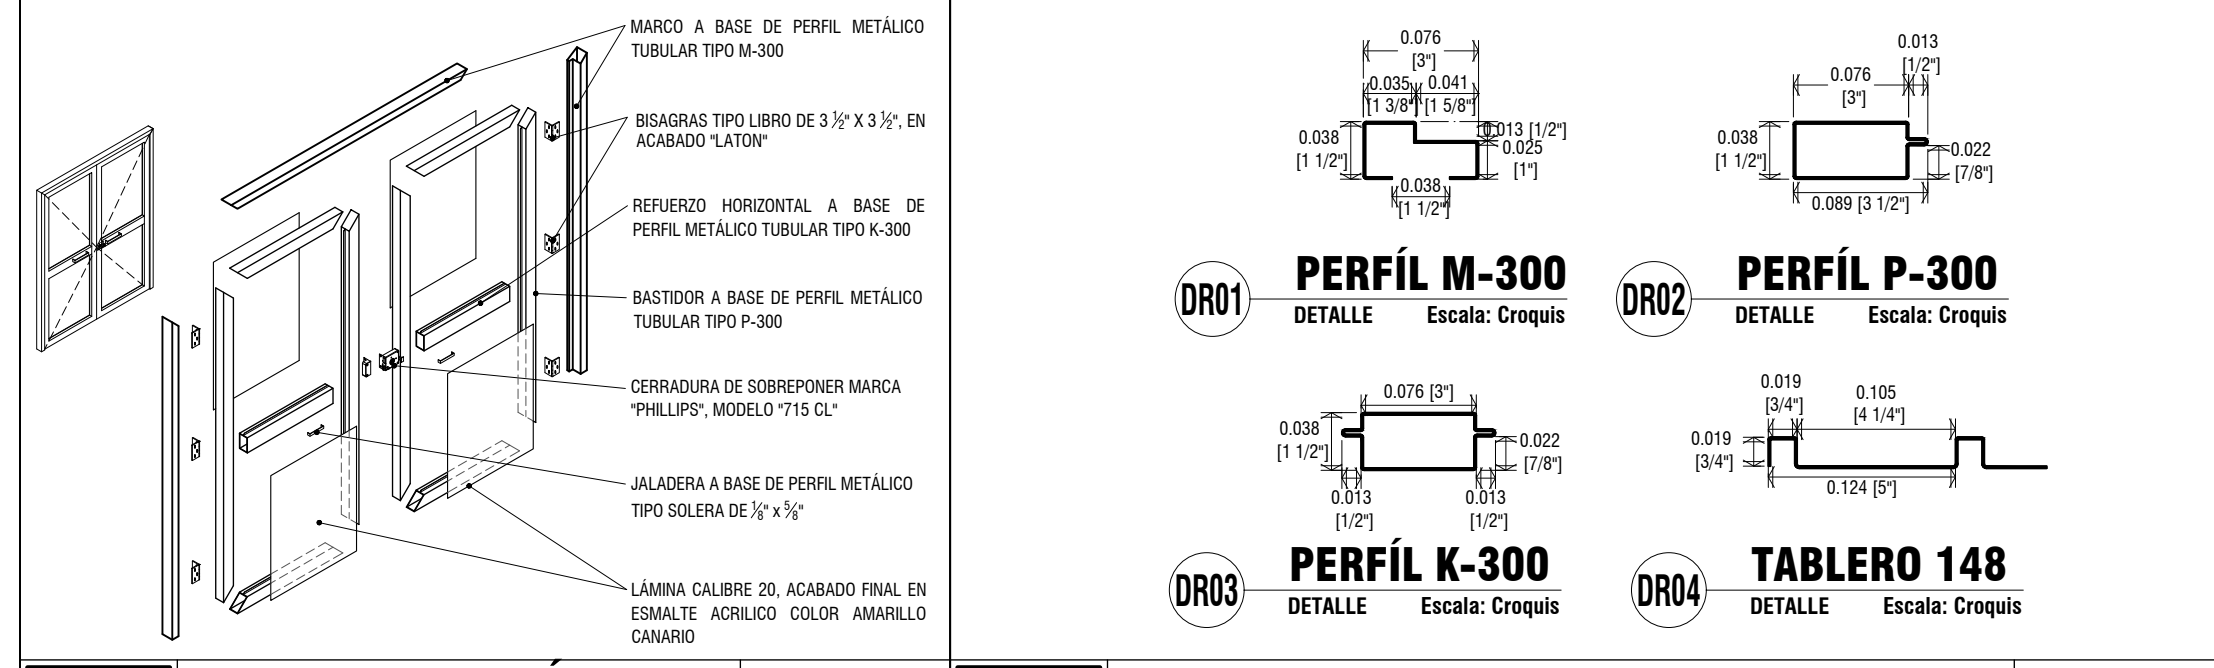 MARCO A BASE DE PERFIL METÁLICO
TUBULAR TIPO M-300
BISAGRAS TIPO LIBRO DE 3 ½" X 3 ½", EN
ACABADO "LATON"
REFUERZO HORIZONTAL A BASE DE
PERFIL METÁLICO TUBULAR TIPO K-300
BASTIDOR A BASE DE PERFIL METÁLICO
TUBULAR TIPO P-300
CERRADURA DE SOBREPONER MARCA
"PHILLIPS", MODELO "715 CL"
JALADERA A BASE DE PERFIL METÁLICO
TIPO SOLERA DE ⅛" x ⅝"
LÁMINA CALIBRE 20, ACABADO FINAL EN
ESMALTE ACRILICO COLOR AMARILLO
CANARIO
0.076
[3"]
0.035 0.041
[1 3/8"] [1 5/8"]
0.013 [1/2"]
0.038
[1 1/2"]
0.025
[1"]
0.038
[1 1/2"]
DR01
PERFÍL M-300
DETALLE Escala: Croquis
0.013
[1/2"]
0.076
[3"]
0.038
[1 1/2"]
0.022
[7/8"]
0.089 [3 1/2"]
DR02
PERFÍL P-300
DETALLE Escala: Croquis
0.076 [3"]
0.038
[1 1/2"]
0.022
[7/8"]
0.013
[1/2"]
0.013
[1/2"]
DR03
PERFÍL K-300
DETALLE Escala: Croquis
0.019
[3/4"]
0.105
[4 1/4"]
0.019
[3/4"]
0.124 [5"]
DR04
TABLERO 148
DETALLE Escala: Croquis